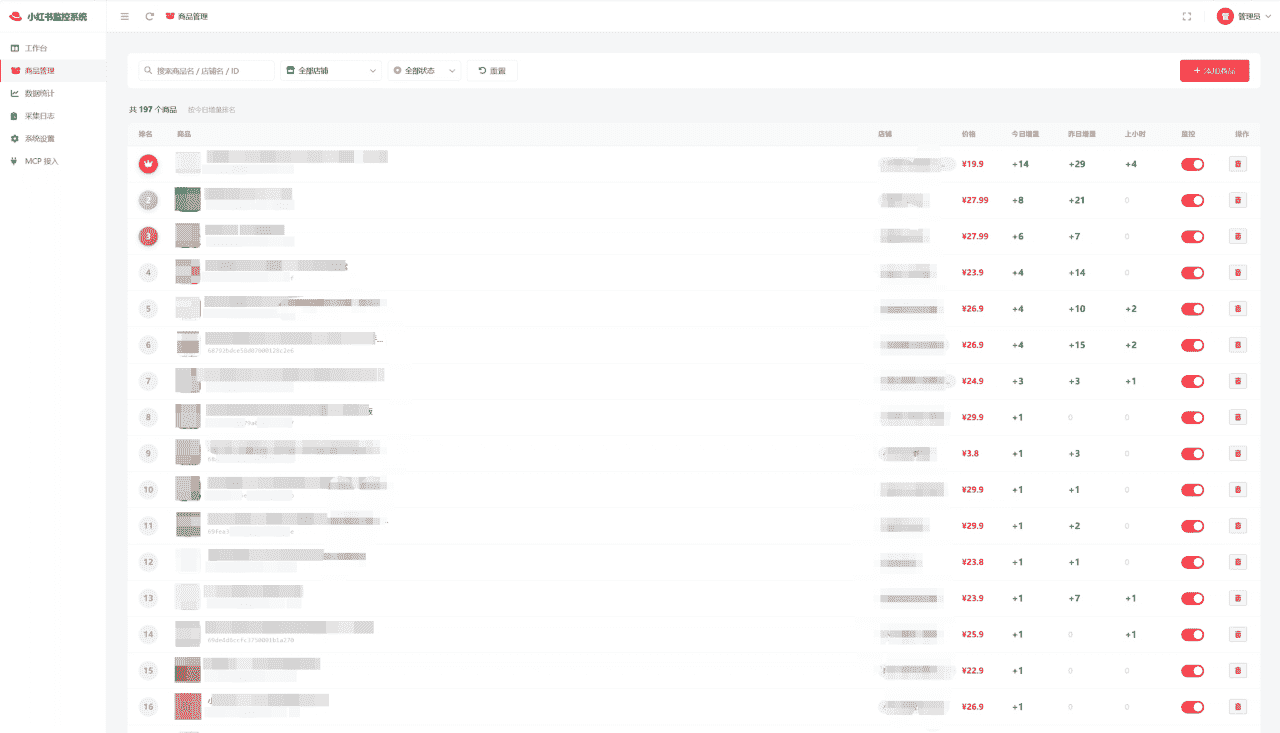 小红书监控系统
商品管理
管理员
工作台
商品管理
数据统计
采集日志
系统设置
MCP 接入
搜索商品名 / 店铺名 / ID
全部店铺
全部状态
重置
+ 添加商品
共 197 个商品 按今日增量排名
排名 商品 店铺 价格 今日增量 昨日增量 上小时 监控 操作
¥19.9 +14 +29 +4
2 ¥27.99 +8 +21 0
3 ¥27.99 +6 +7 0
4 ¥23.9 +4 +14 0
5 ¥26.9 +4 +10 +2
6 ¥26.9 +4 +15 +2
7 ¥24.9 +3 +3 +1
8 ¥29.9 +1 0 0
9 ¥3.8 +1 +3 0
10 ¥29.9 +1 +1 0
11 ¥29.9 +1 +2 0
12 ¥23.8 +1 +1 0
13 ¥23.9 +1 +7 +1
14 ¥25.9 +1 0 +1
15 ¥22.9 +1 0 0
16 小 ¥26.9 +1 0 0